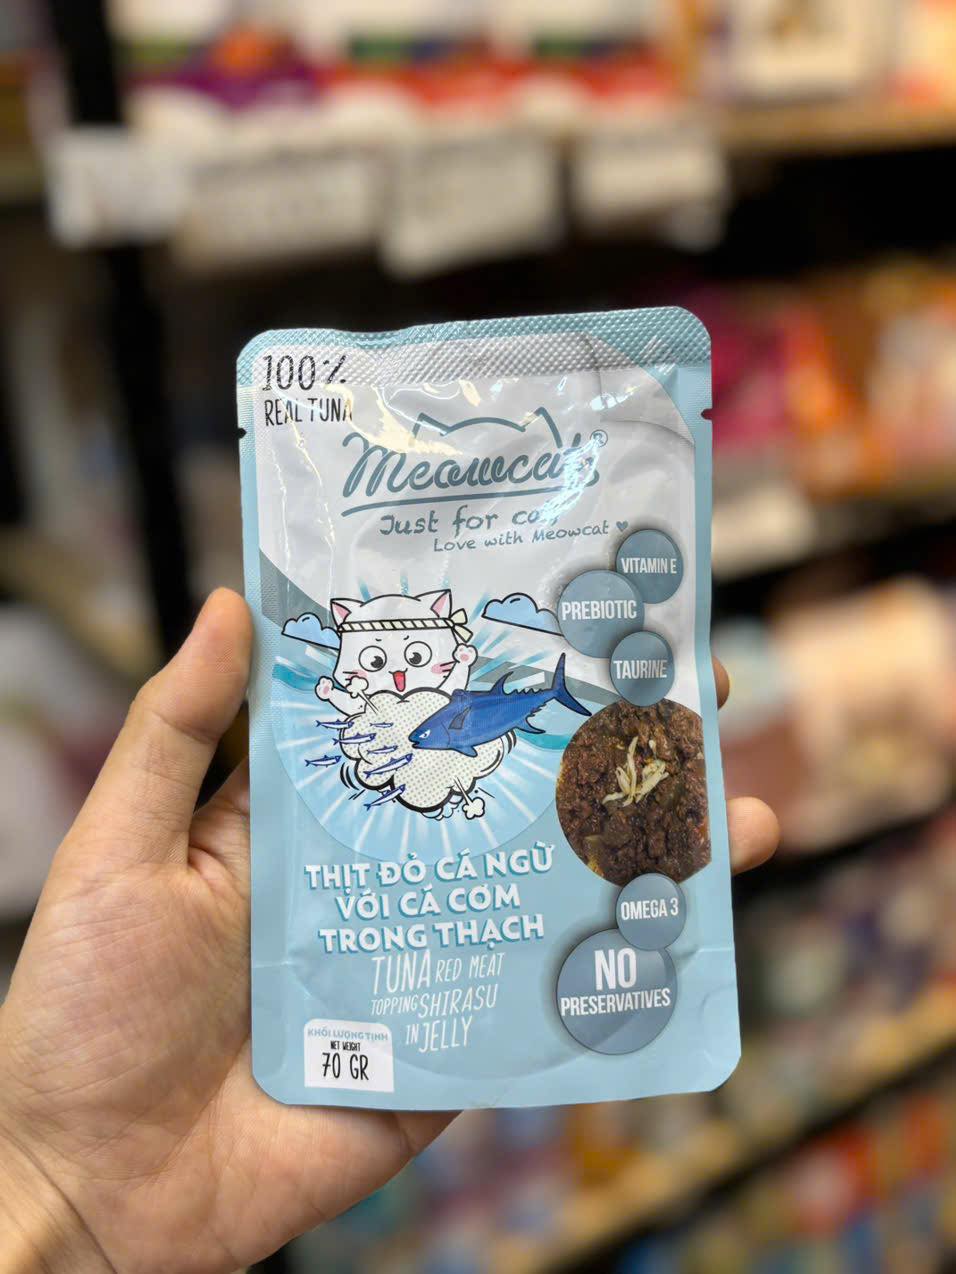 100%
REAL TUNA
Meowcat®
Just for cat
Love with Meowcat
VITAMIN E
PREBIOTIC
TAURINE
THỊT ĐỎ CÁ NGỪ
VỚI CÁ CƠM
TRONG THẠCH
TUNA RED MEAT
TOPPING SHIRASU
IN JELLY
OMEGA 3
NO
PRESERVATIVES
KHỐI LƯỢNG TỊNH
NET WEIGHT
70 GR